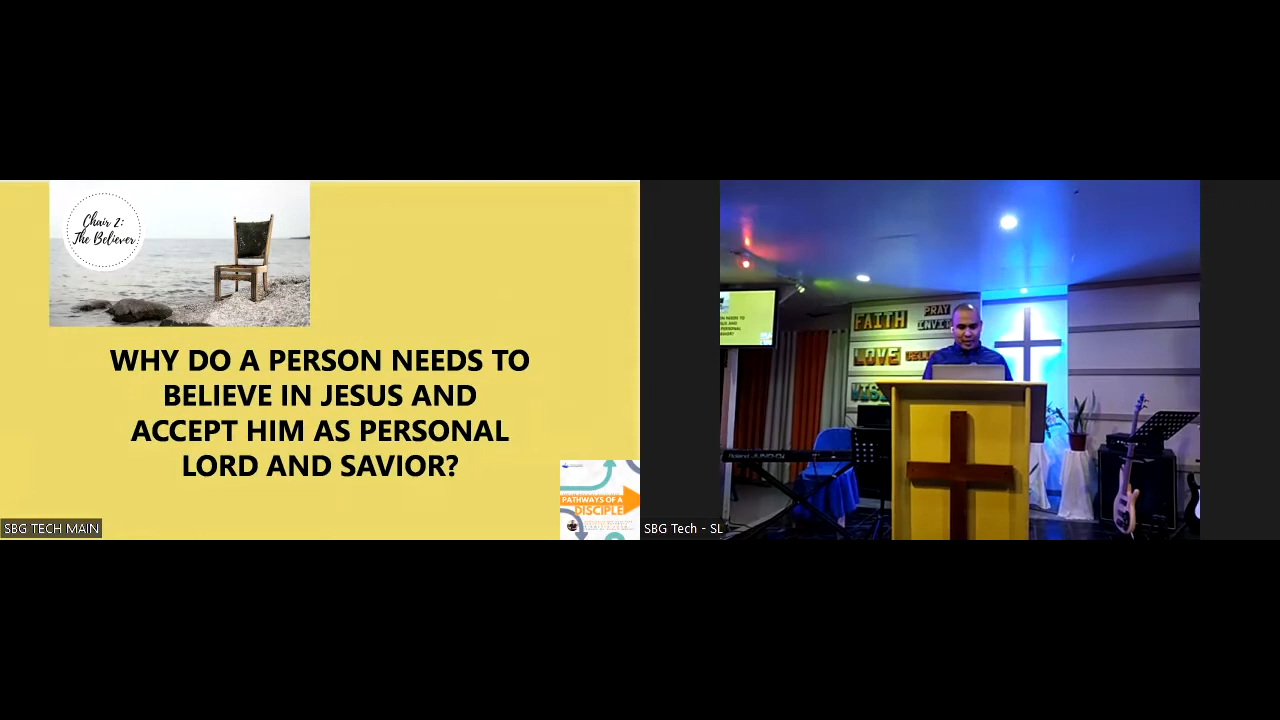 Chair 2:
The Believer
WHY DO A PERSON NEEDS TO
BELIEVE IN JESUS AND
ACCEPT HIM AS PERSONAL
LORD AND SAVIOR?
PATHWAYS OF A
DISCIPLE
SBG TECH MAIN
FAITH
PRAY
LOVE
Roland
SBG Tech - SL